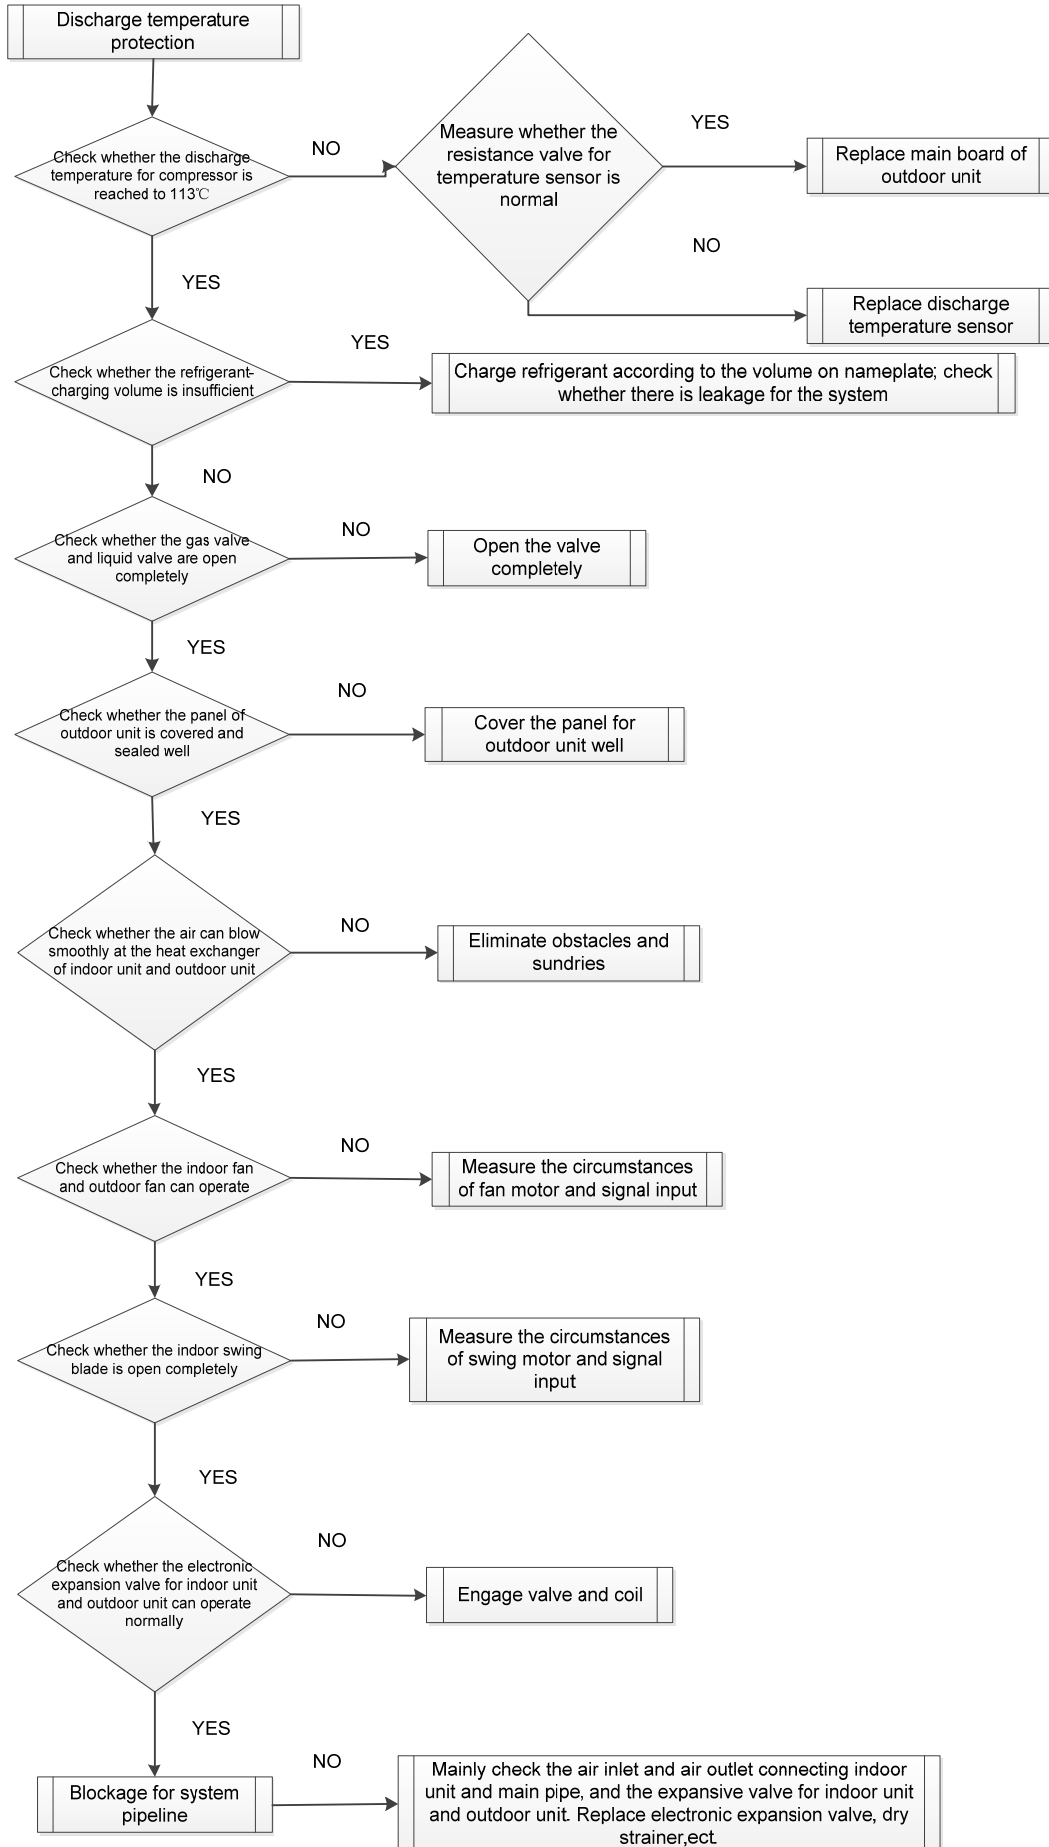 Discharge temperature
protection
Check whether the discharge
temperature for compressor is
reached to 113℃
NO
Measure whether the
resistance valve for
temperature sensor is
normal
YES
Replace main board of
outdoor unit
NO
Replace discharge
temperature sensor
YES
Check whether the refrigerant-
charging volume is insufficient
YES
Charge refrigerant according to the volume on nameplate; check
whether there is leakage for the system
NO
Check whether the gas valve
and liquid valve are open
completely
NO
Open the valve
completely
YES
Check whether the panel of
outdoor unit is covered and
sealed well
NO
Cover the panel for
outdoor unit well
YES
Check whether the air can blow
smoothly at the heat exchanger
of indoor unit and outdoor unit
NO
Eliminate obstacles and
sundries
YES
Check whether the indoor fan
and outdoor fan can operate
NO
Measure the circumstances
of fan motor and signal input
YES
Check whether the indoor swing
blade is open completely
NO
Measure the circumstances
of swing motor and signal
input
YES
Check whether the electronic
expansion valve for indoor unit
and outdoor unit can operate
normally
NO
Engage valve and coil
YES
Blockage for system
pipeline
NO
Mainly check the air inlet and air outlet connecting indoor
unit and main pipe, and the expansive valve for indoor unit
and outdoor unit. Replace electronic expansion valve, dry
strainer,ect.